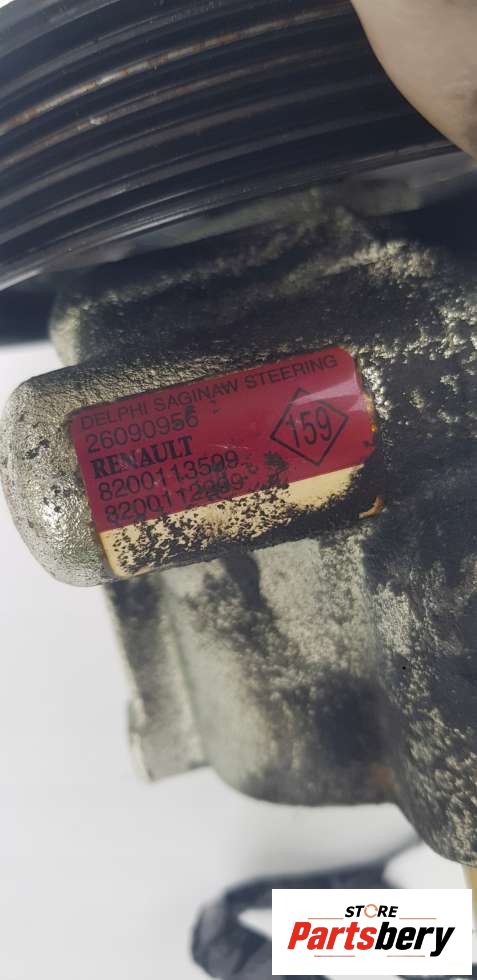 DELPHI SAGINAW STEERING
26090956
RENAULT
159
8200113599
STORE
Partsbery